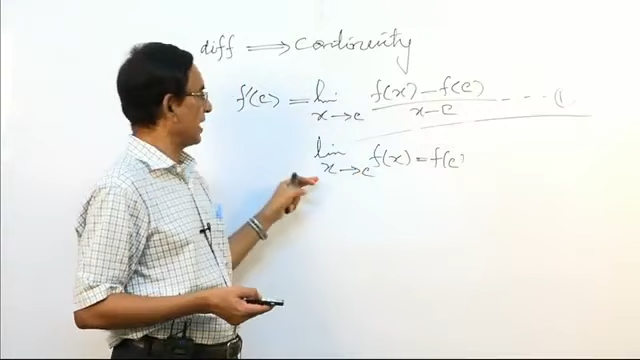 diff ⟹ Continuity
f'(c) = lim x→c f(x) – f(c) / x – c - - - - (1.
lim x→c f(x) = f(c)